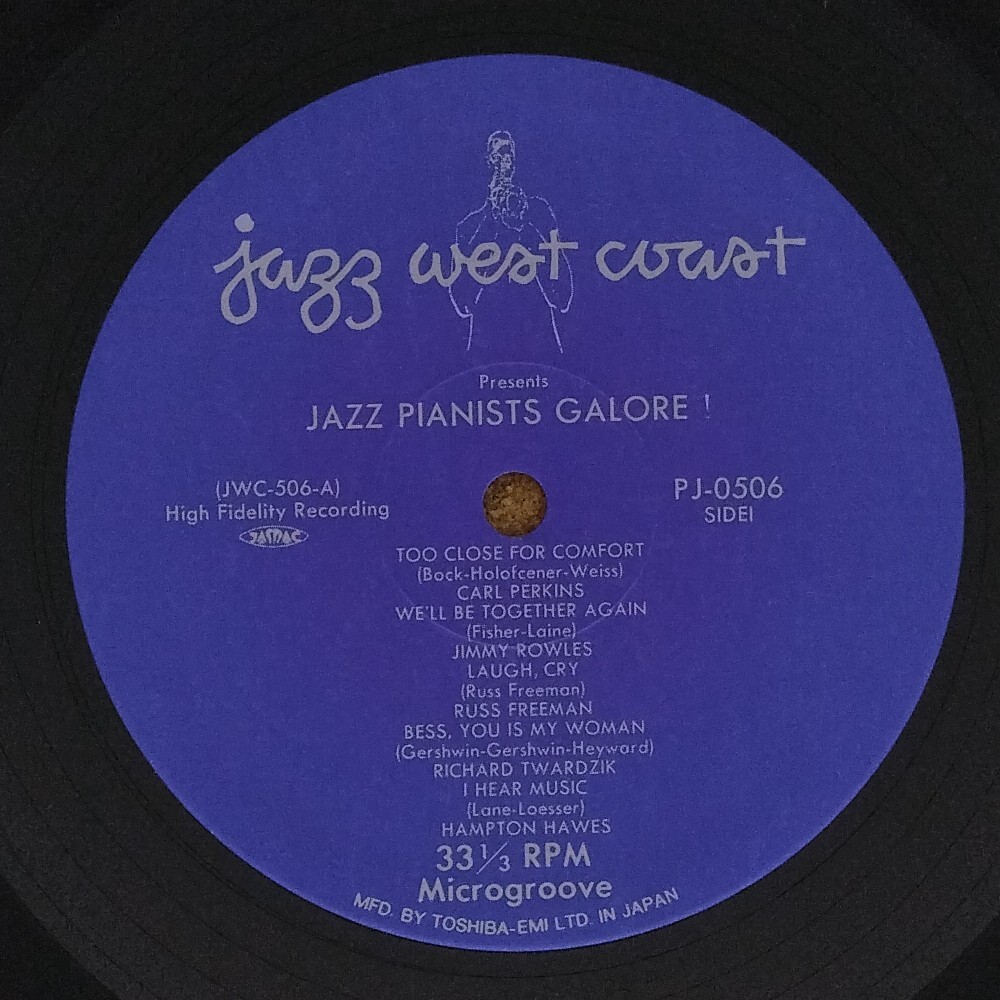 jazz west coast
Presents
JAZZ PIANISTS GALORE !
(JWC-506-A)
High Fidelity Recording
JASRAC
PJ-0506
SIDE1
TOO CLOSE FOR COMFORT
(Bock-Holofcener-Weiss)
CARL PERKINS
WE'LL BE TOGETHER AGAIN
(Fisher-Laine)
JIMMY ROWLES
LAUGH, CRY
(Russ Freeman)
RUSS FREEMAN
BESS, YOU IS MY WOMAN
(Gershwin-Gershwin-Heyward)
RICHARD TWARDZIK
I HEAR MUSIC
(Lane-Loesser)
HAMPTON HAWES
33 1/3 RPM
Microgroove
MFD. BY TOSHIBA-EMI LTD. IN JAPAN